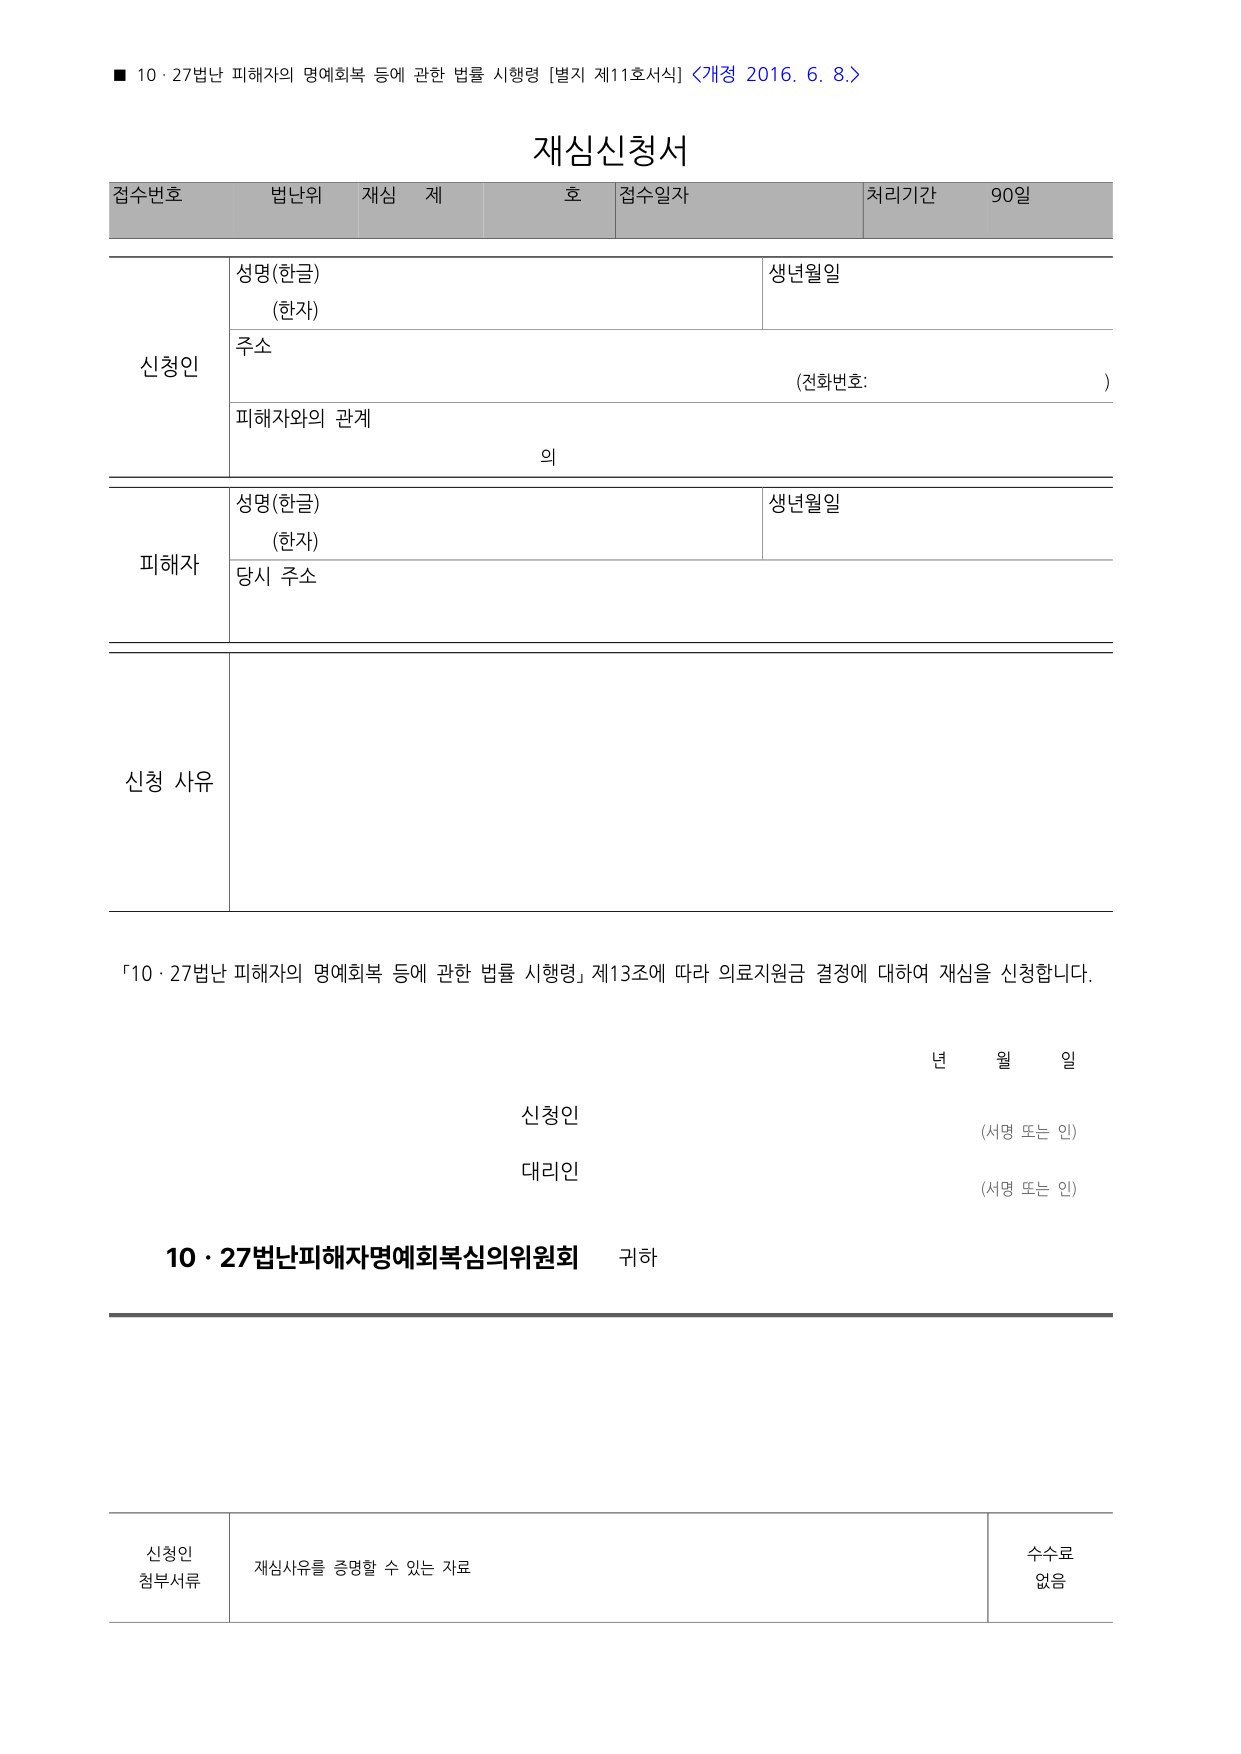 ■ 10ㆍ27법난 피해자의 명예회복 등에 관한 법률 시행령 [별지 제11호서식] <개정 2016. 6. 8.>
재심신청서
접수번호 법난위 재심 제 호 접수일자 처리기간 90일
성명(한글) 생년월일
(한자)
신청인
주소
(전화번호: )
피해자와의 관계
의
성명(한글) 생년월일
(한자)
피해자
당시 주소
신청 사유
「10ㆍ27법난 피해자의 명예회복 등에 관한 법률 시행령」 제13조에 따라 의료지원금 결정에 대하여 재심을 신청합니다.
년 월 일
신청인
(서명 또는 인)
대리인
(서명 또는 인)
10ㆍ27법난피해자명예회복심의위원회 귀하
신청인
첨부서류
재심사유를 증명할 수 있는 자료
수수료
없음